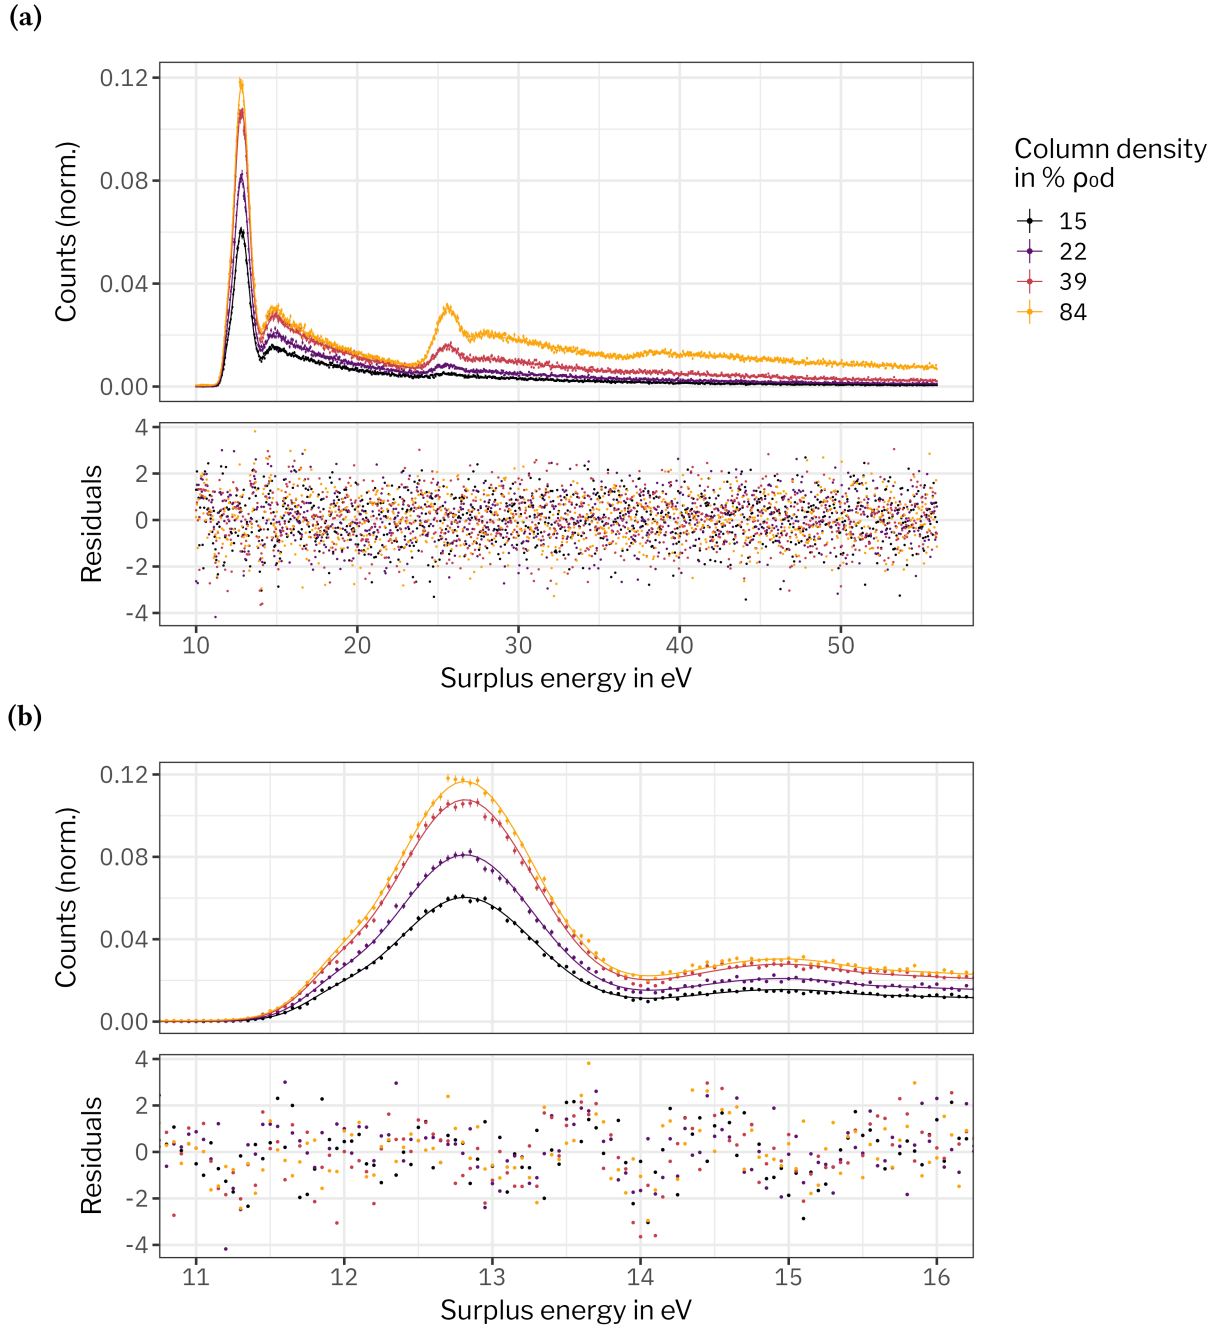 (a)
0.12
0.08
0.04
0.00
Counts (norm.)
Column density
in % ρ₀d
15
22
39
84
4
2
0
-2
-4
Residuals
10 20 30 40 50
Surplus energy in eV
(b)
0.12
0.08
0.04
0.00
Counts (norm.)
4
2
0
-2
-4
Residuals
11 12 13 14 15 16
Surplus energy in eV